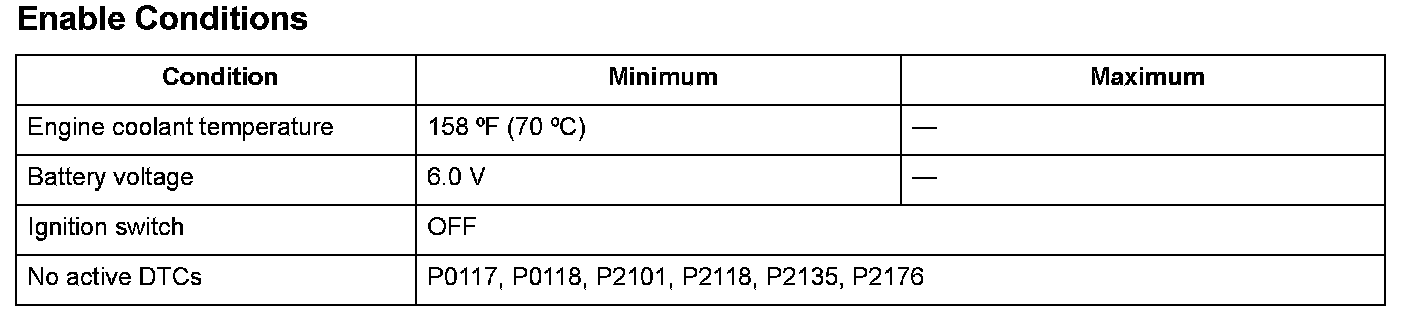 Enable Conditions
Condition Minimum Maximum
Engine coolant temperature 158 ºF (70 ºC) —
Battery voltage 6.0 V —
Ignition switch OFF
No active DTCs P0117, P0118, P2101, P2118, P2135, P2176